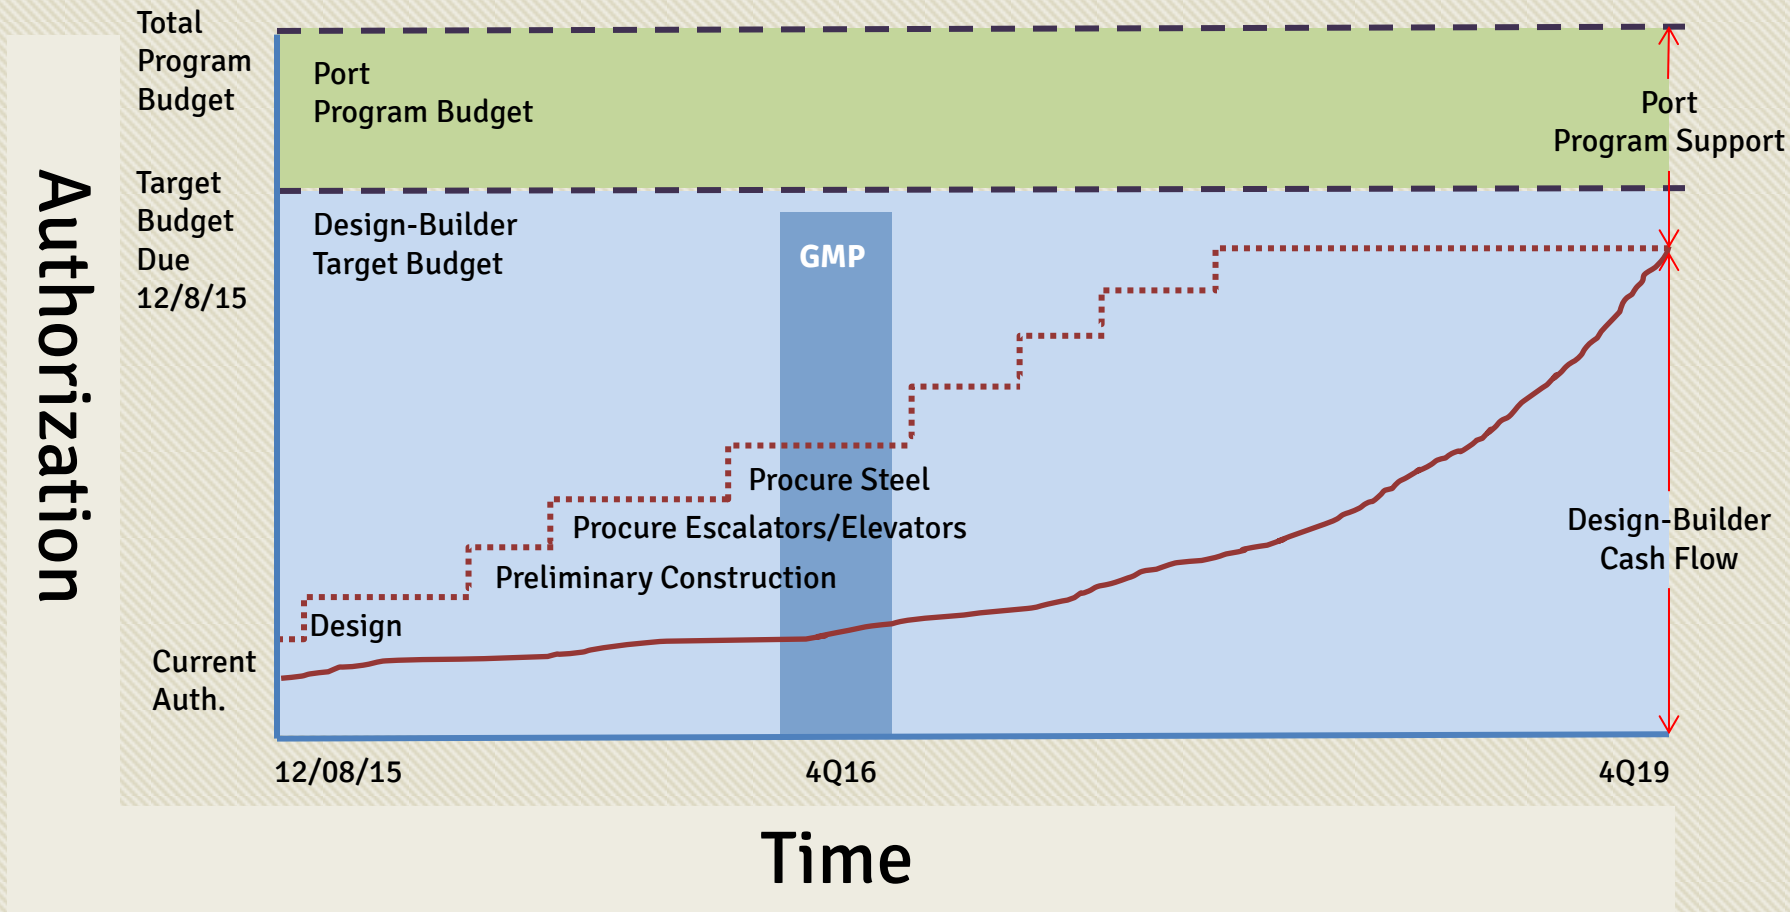 Total
Program
Budget
Port
Program Budget
Port
Program Support
Target
Budget
Due
12/8/15
Design-Builder
Target Budget
GMP
Authorization
Procure Steel
Procure Escalators/Elevators
Preliminary Construction
Design
Design-Builder
Cash Flow
Current
Auth.
12/08/15
4Q16
4Q19
Time